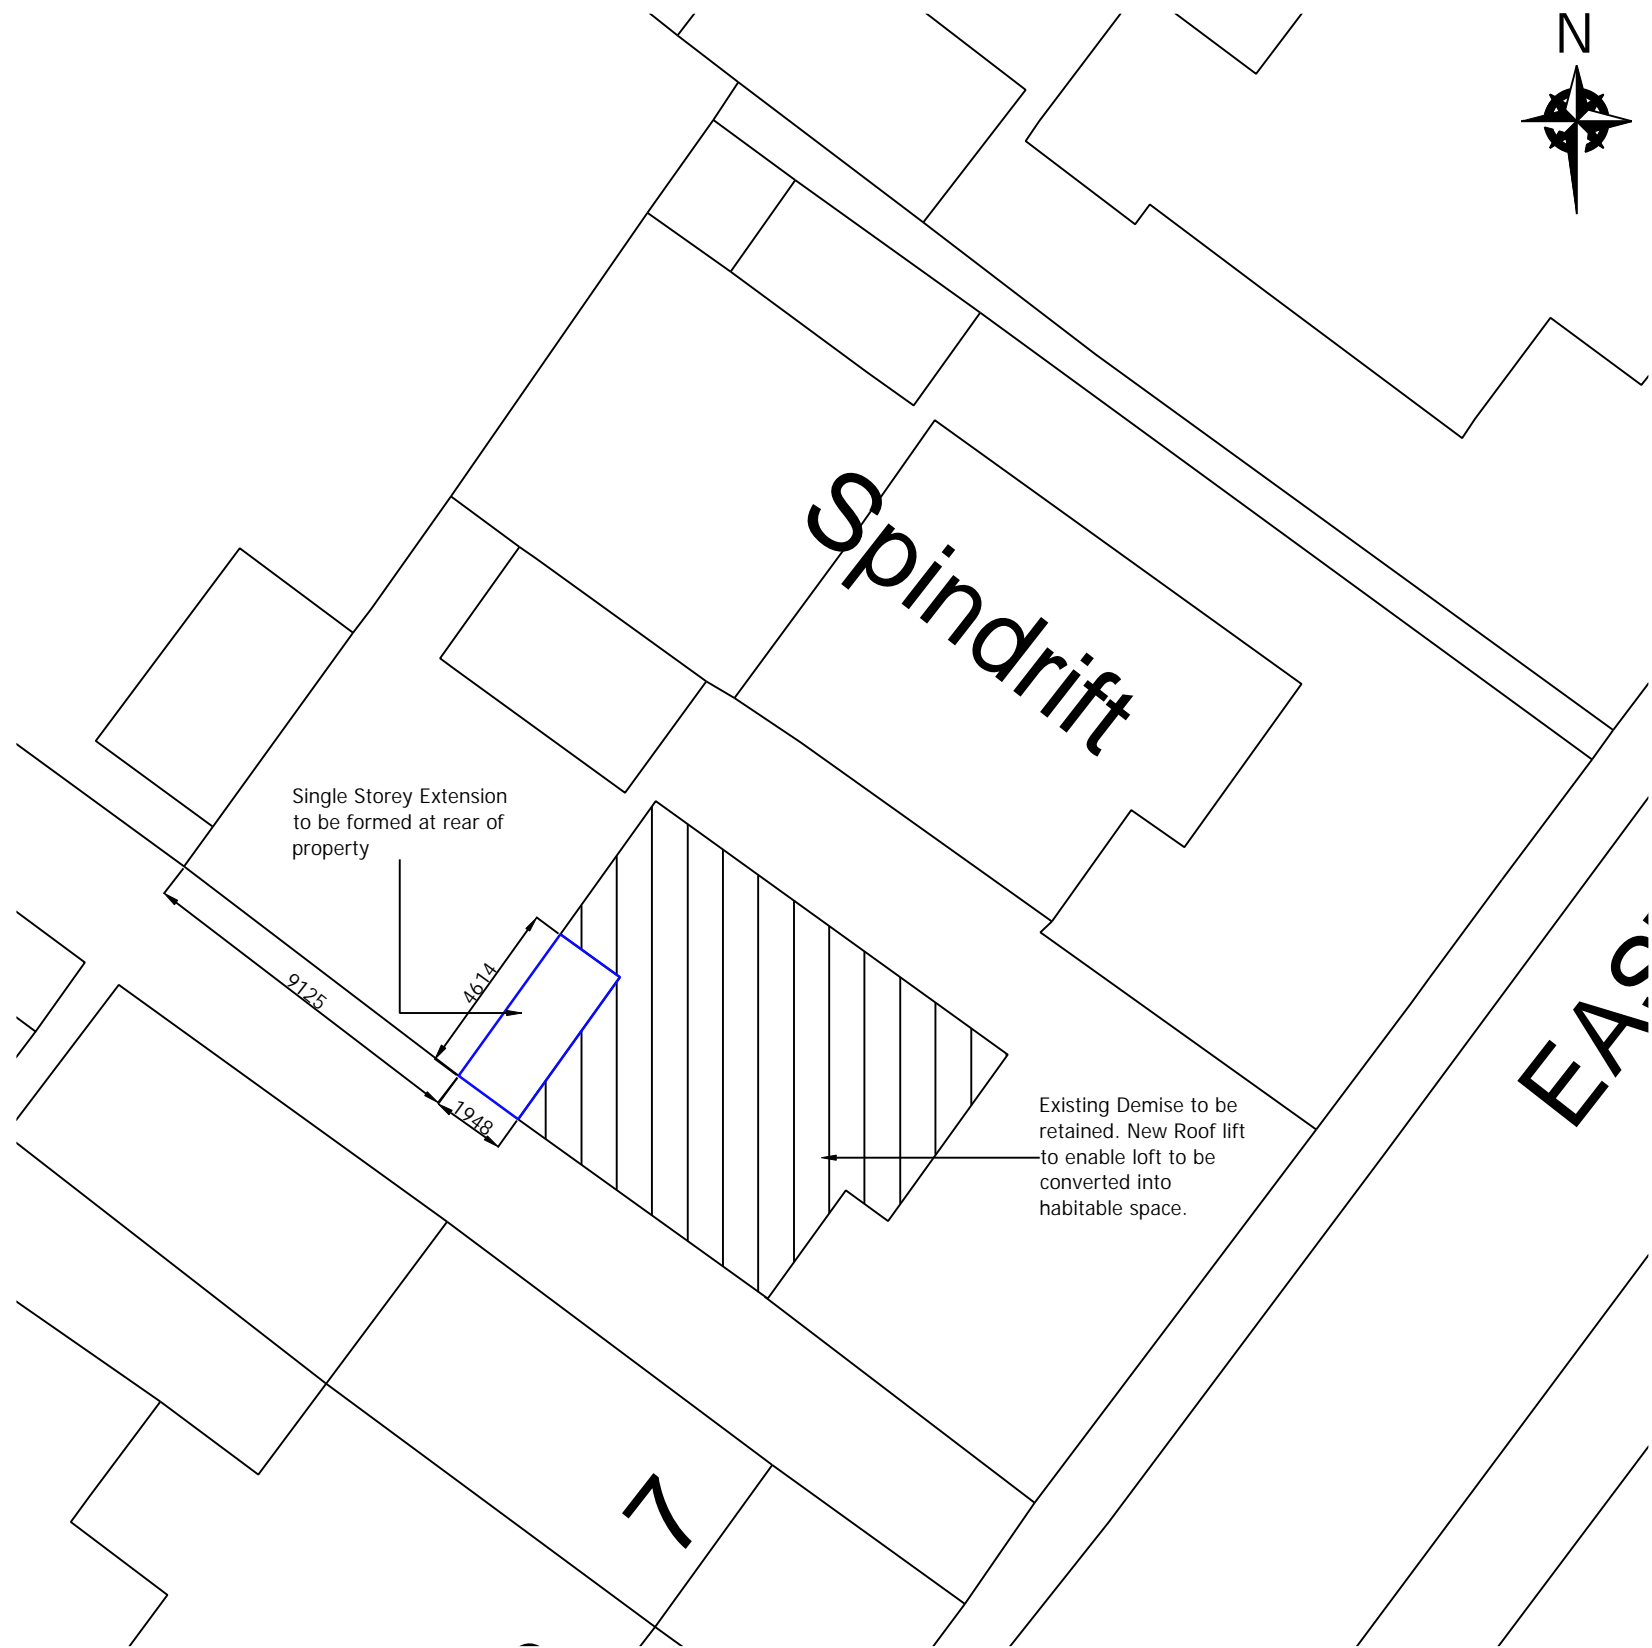 N
Spindrift
Single Storey Extension
to be formed at rear of
property
4614
9125
1948
EAS
Existing Demise to be
retained. New Roof lift
to enable loft to be
converted into
habitable space.
7